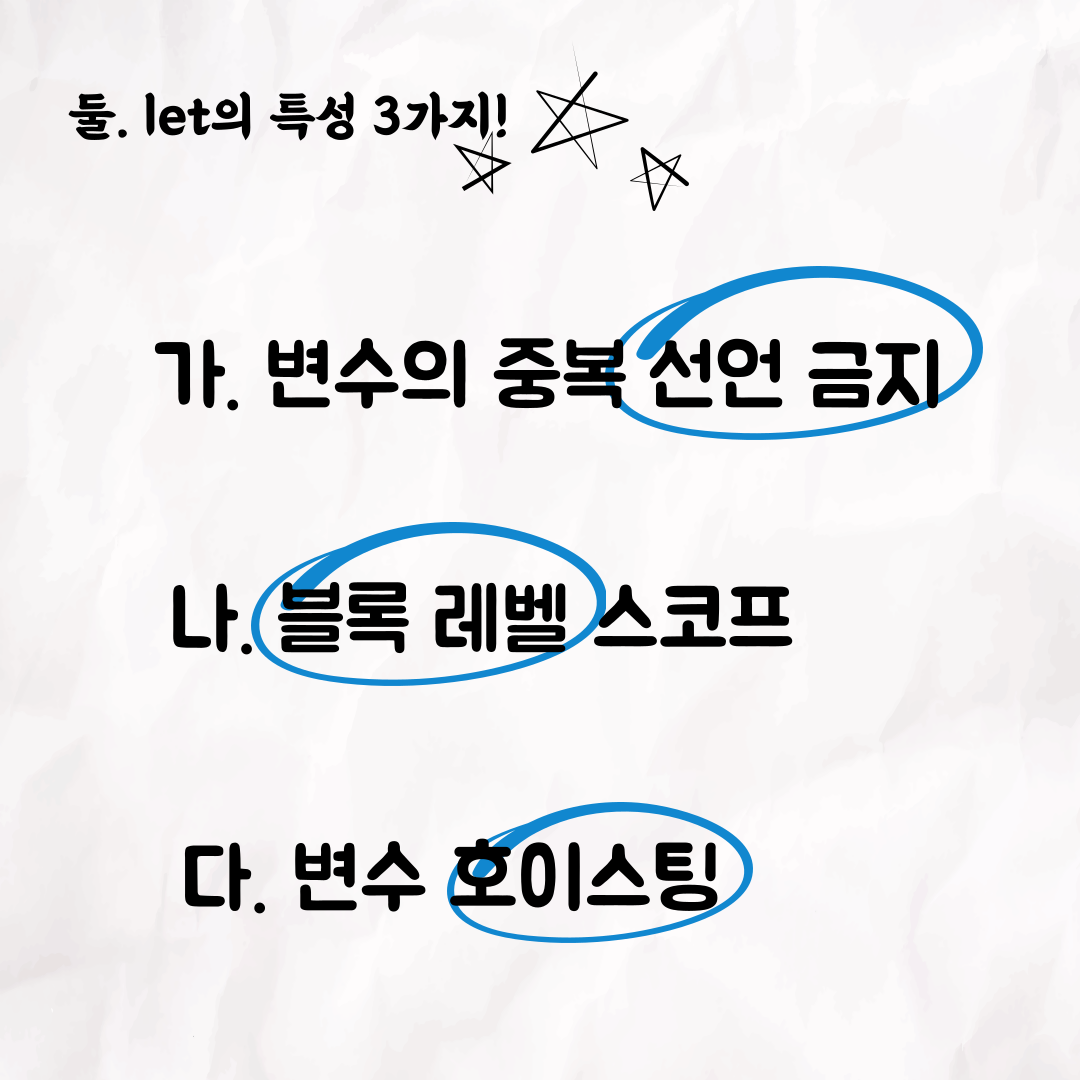 둘. let의 특성 3가지!
가. 변수의 중복 선언 금지
나. 블록 레벨 스코프
다. 변수 호이스팅